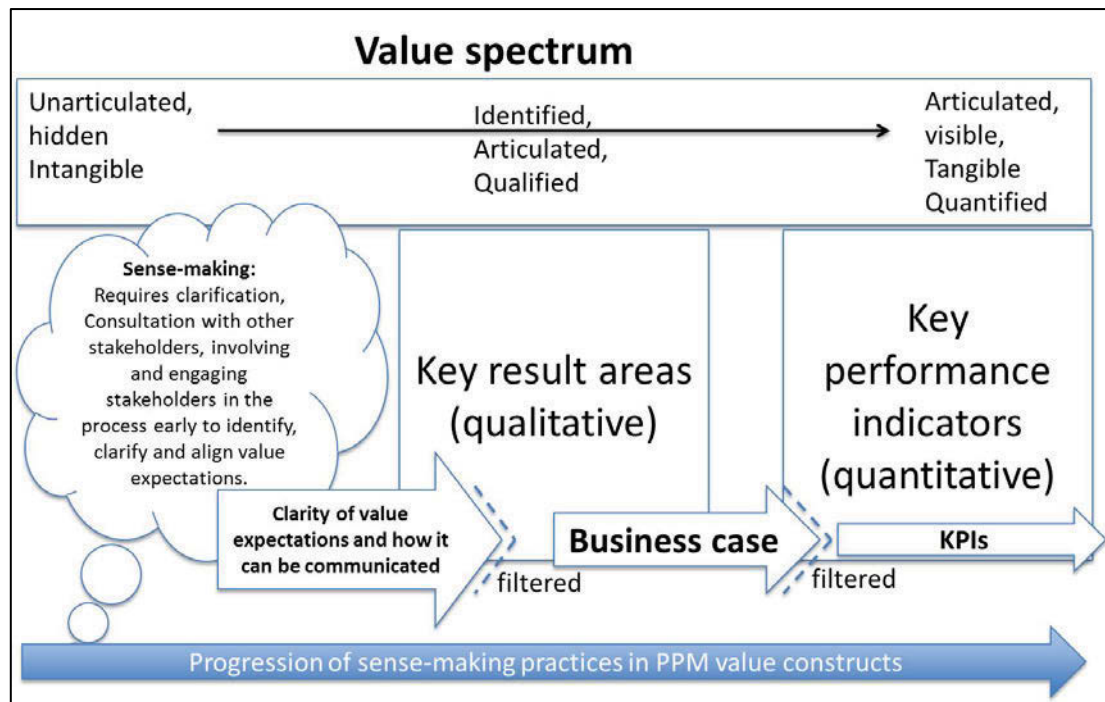 Value spectrum
Unarticulated,
hidden
Intangible
Identified,
Articulated,
Qualified
Articulated,
visible,
Tangible
Quantified
Sense-making:
Requires clarification,
Consultation with other
stakeholders, involving
and engaging
stakeholders in the
process early to identify,
clarify and align value
expectations.
Key result areas
(qualitative)
Key
performance
indicators
(quantitative)
Clarity of value
expectations and how it
can be communicated
filtered
Business case
filtered
KPIs
Progression of sense-making practices in PPM value constructs